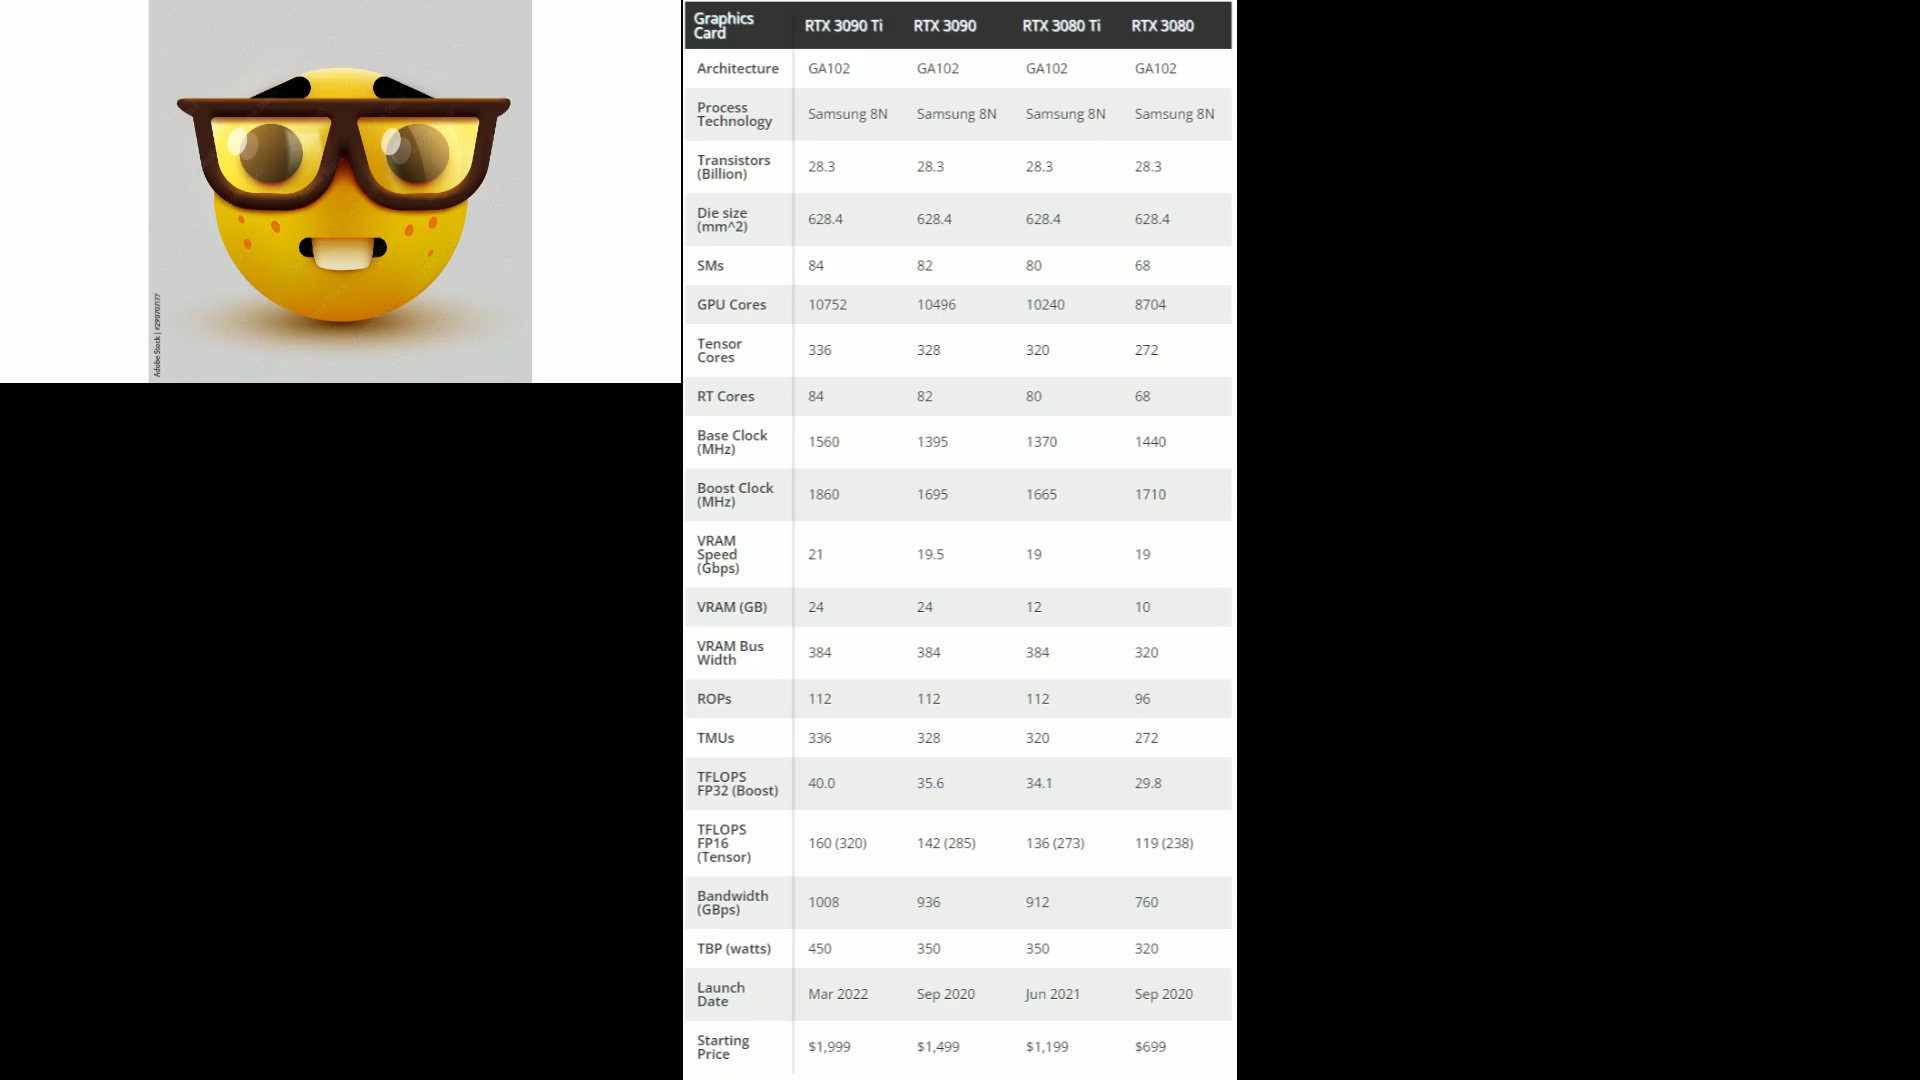 Adobe Stock | #290707177
Graphics Card RTX 3090 Ti RTX 3090 RTX 3080 Ti RTX 3080
Architecture GA102 GA102 GA102 GA102
Process Technology Samsung 8N Samsung 8N Samsung 8N Samsung 8N
Transistors (Billion) 28.3 28.3 28.3 28.3
Die size (mm^2) 628.4 628.4 628.4 628.4
SMs 84 82 80 68
GPU Cores 10752 10496 10240 8704
Tensor Cores 336 328 320 272
RT Cores 84 82 80 68
Base Clock (MHz) 1560 1395 1370 1440
Boost Clock (MHz) 1860 1695 1665 1710
VRAM Speed (Gbps) 21 19.5 19 19
VRAM (GB) 24 24 12 10
VRAM Bus Width 384 384 384 320
ROPs 112 112 112 96
TMUs 336 328 320 272
TFLOPS FP32 (Boost) 40.0 35.6 34.1 29.8
TFLOPS FP16 (Tensor) 160 (320) 142 (285) 136 (273) 119 (238)
Bandwidth (GBps) 1008 936 912 760
TBP (watts) 450 350 350 320
Launch Date Mar 2022 Sep 2020 Jun 2021 Sep 2020
Starting Price $1,999 $1,499 $1,199 $699